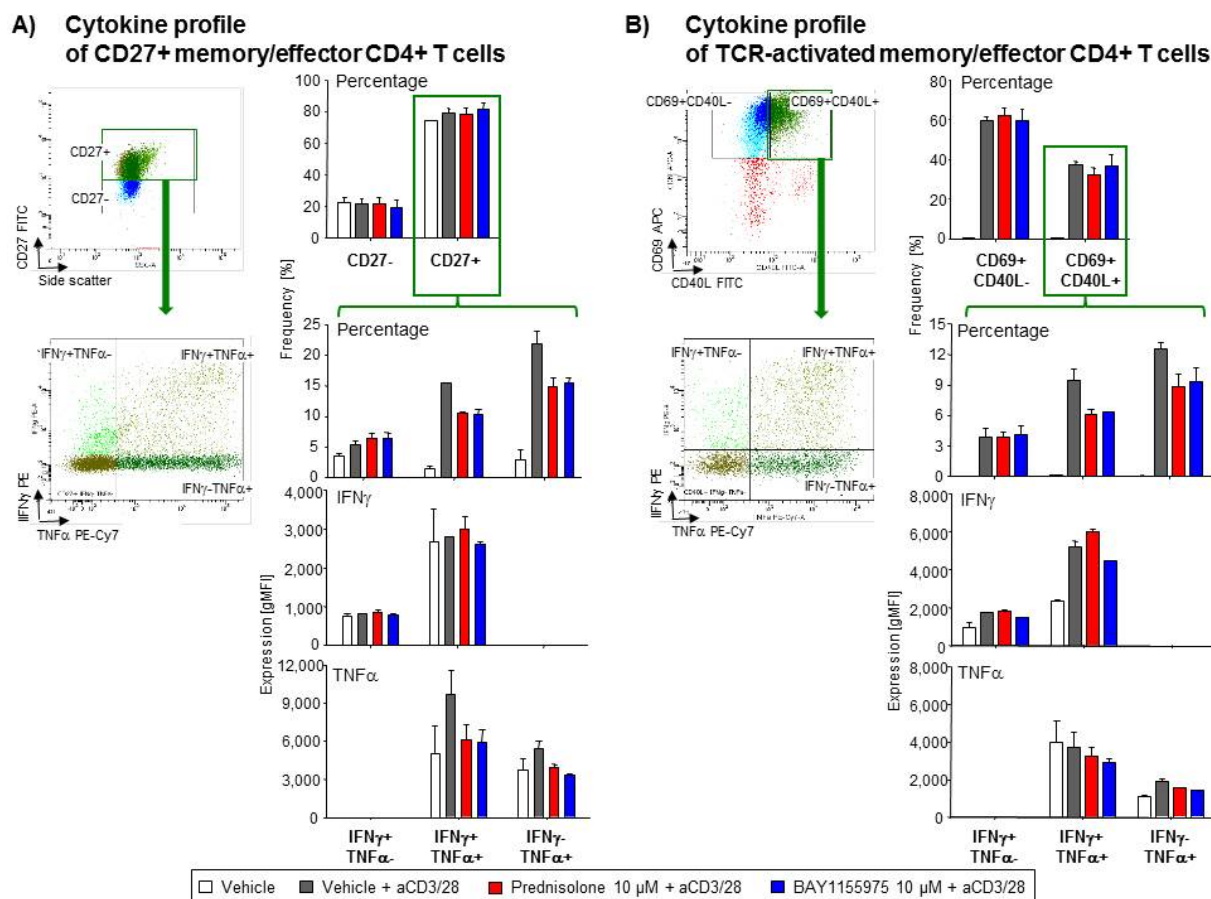 A) Cytokine profile
of CD27+ memory/effector CD4+ T cells
CD27+
CD27-
CD27 FITC
Side scatter
Percentage
100
80
60
40
20
0
CD27-
CD27+
Frequency [%]
IFNγ+TNFα-
IFNγ+TNFα+
IFNγ-TNFα+
IIFNγ PE
TNFα PE-Cy7
Percentage
25
20
15
10
5
0
IFNγ
4,000
3,000
2,000
1,000
0
Expression [gMFI]
TNFα
12,000
9,000
6,000
3,000
0
IFNγ+
TNFα-
IFNγ+
TNFα+
IFNγ-
TNFα+
B) Cytokine profile
of TCR-activated memory/effector CD4+ T cells
CD69+CD40L-
CD69+CD40L+
CD69 APC
CD40L FITC-A
CD40L FITC
Percentage
80
60
40
20
0
CD69+
CD40L-
CD69+
CD40L+
Frequency [%]
IFNγ+TNFα-
IFNγ+TNFα+
IFNγ-TNFα+
IIFNγ PE
TNFα PE-Cy7
Percentage
15
12
9
6
3
0
IFNγ
8,000
6,000
4,000
2,000
0
Expression [gMFI]
TNFα
8,000
6,000
4,000
2,000
0
IFNγ+
TNFα-
IFNγ+
TNFα+
IFNγ-
TNFα+
Vehicle Vehicle + aCD3/28 Prednisolone 10 µM + aCD3/28 BAY1155975 10 µM + aCD3/28